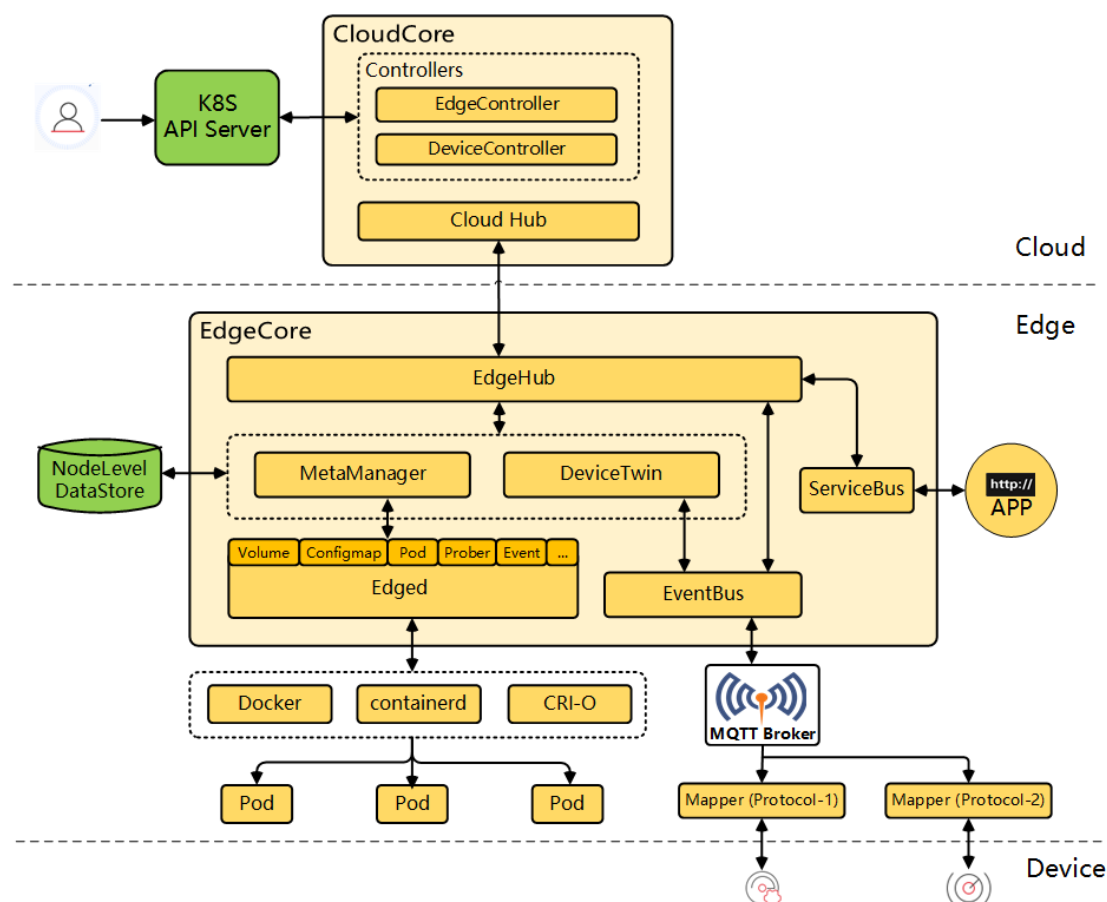 CloudCore
Controllers
EdgeController
DeviceController
K8S
API Server
Cloud Hub
Cloud
Edge
EdgeCore
EdgeHub
NodeLevel
DataStore
MetaManager
DeviceTwin
ServiceBus
http://
APP
Volume
Configmap
Pod
Prober
Event
...
Edged
EventBus
Docker
containerd
CRI-O
MQTT Broker
Pod
Pod
Pod
Mapper (Protocol-1)
Mapper (Protocol-2)
Device